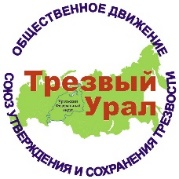 ОБЩЕСТВЕННОЕ ДВИЖЕНИЕ
Трезвый
Урал
СОЮЗ УТВЕРЖДЕНИЯ И СОХРАНЕНИЯ ТРЕЗВОСТИ